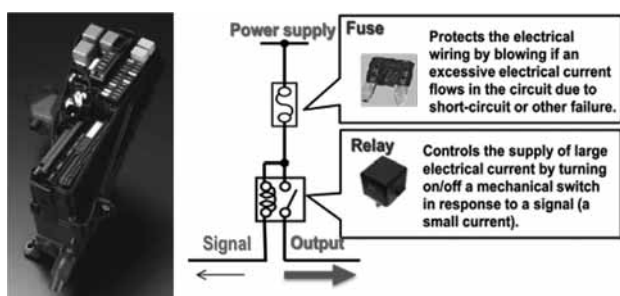 Power supply
Fuse
Protects the electrical
wiring by blowing if an
excessive electrical current
flows in the circuit due to
short-circuit or other failure.
Relay
Controls the supply of large
electrical current by turning
on/off a mechanical switch
in response to a signal (a
small current).
Signal
Output